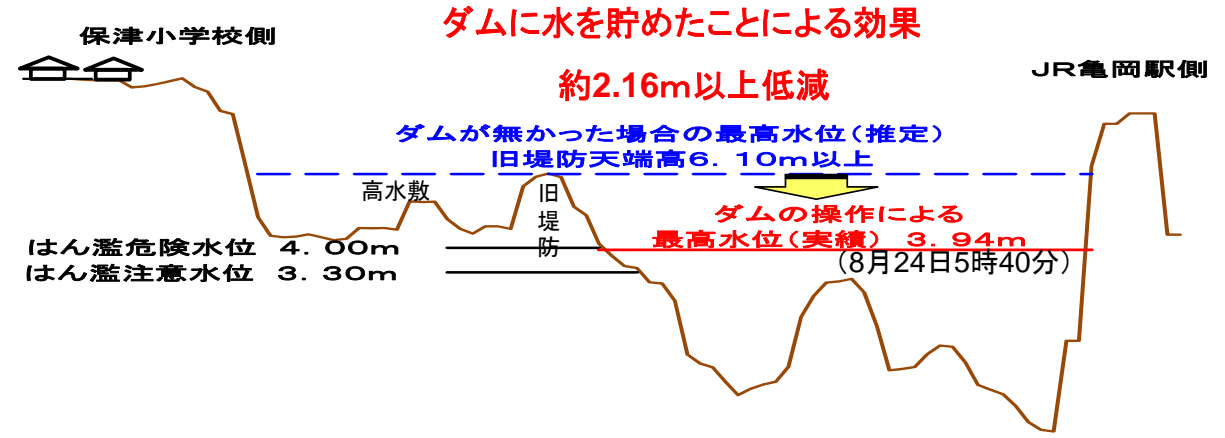 ダムに水を貯めたことによる効果
保津小学校側
約2.16m以上低減
JR亀岡駅側
ダムが無かった場合の最高水位(推定)
旧堤防天端高6.10m以上
高水敷
旧堤防
ダムの操作による
最高水位(実績) 3.94m
はん濫危険水位 4.00m
(8月24日5時40分)
はん濫注意水位 3.30m